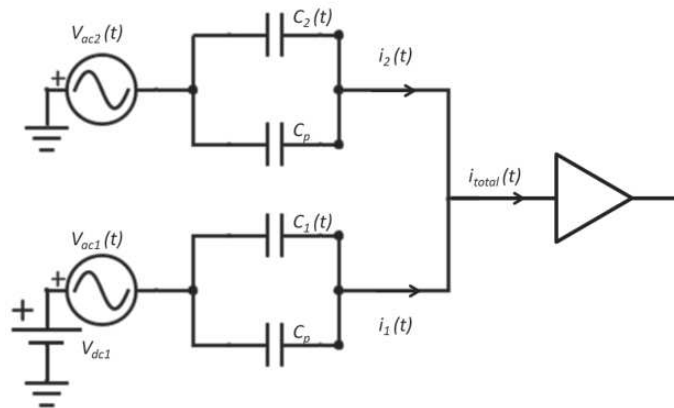 V_ac2(t)
C_2(t)
i_2(t)
+
C_p
i_total(t)
V_ac1(t)
C_1(t)
+
+
V_dc1
C_p
i_1(t)